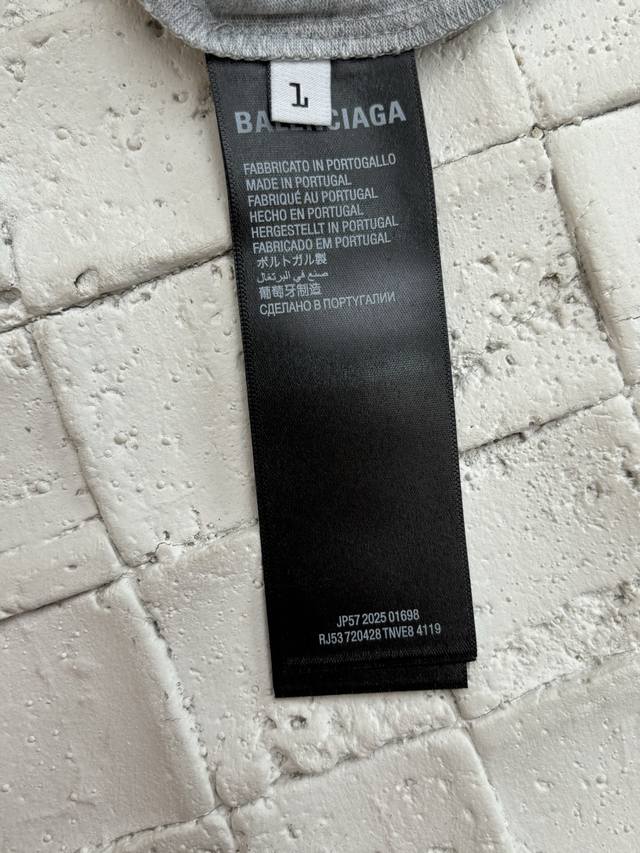 L
BALENCIAGA
FABBRICATO IN PORTOGALLO
MADE IN PORTUGAL
FABRIQUÉ AU PORTUGAL
HECHO EN PORTUGAL
HERGESTELLT IN PORTUGAL
FABRICADO EM PORTUGAL
ポルトガル製
صنع في البرتغال
葡萄牙制造
СДЕЛАНО В ПОРТУГАЛИИ
JP57 2025 01698
RJ53 720428 TNVE8 4119